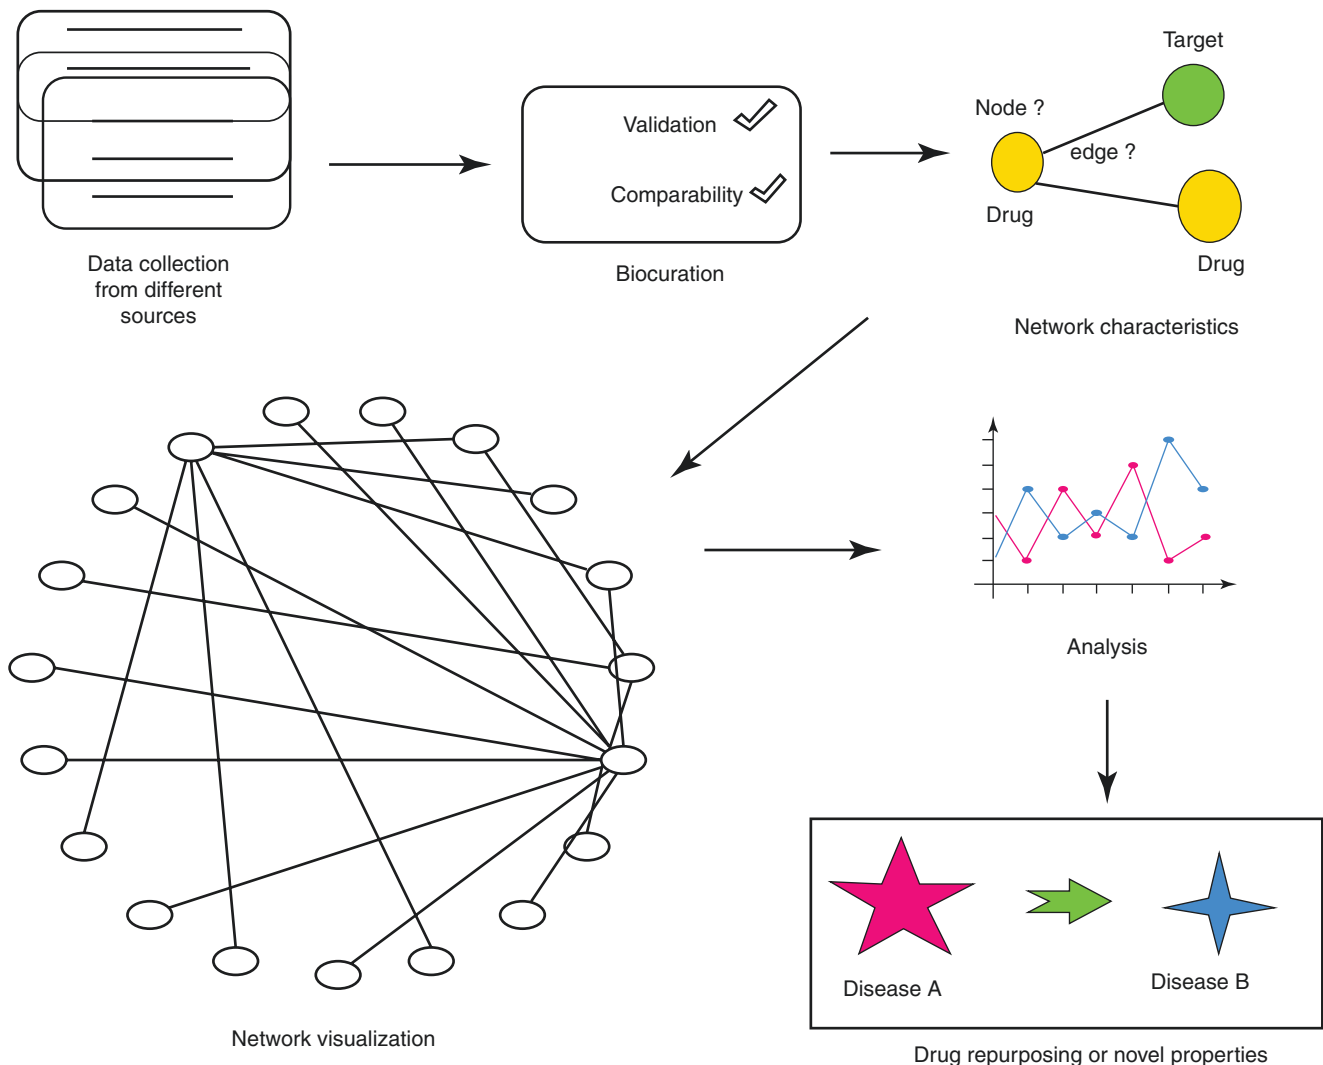 Data collection
from different
sources
Validation
Comparability
Biocuration
Target
Node ?
edge ?
Drug
Drug
Network characteristics
Network visualization
Analysis
Disease A
Disease B
Drug repurposing or novel properties